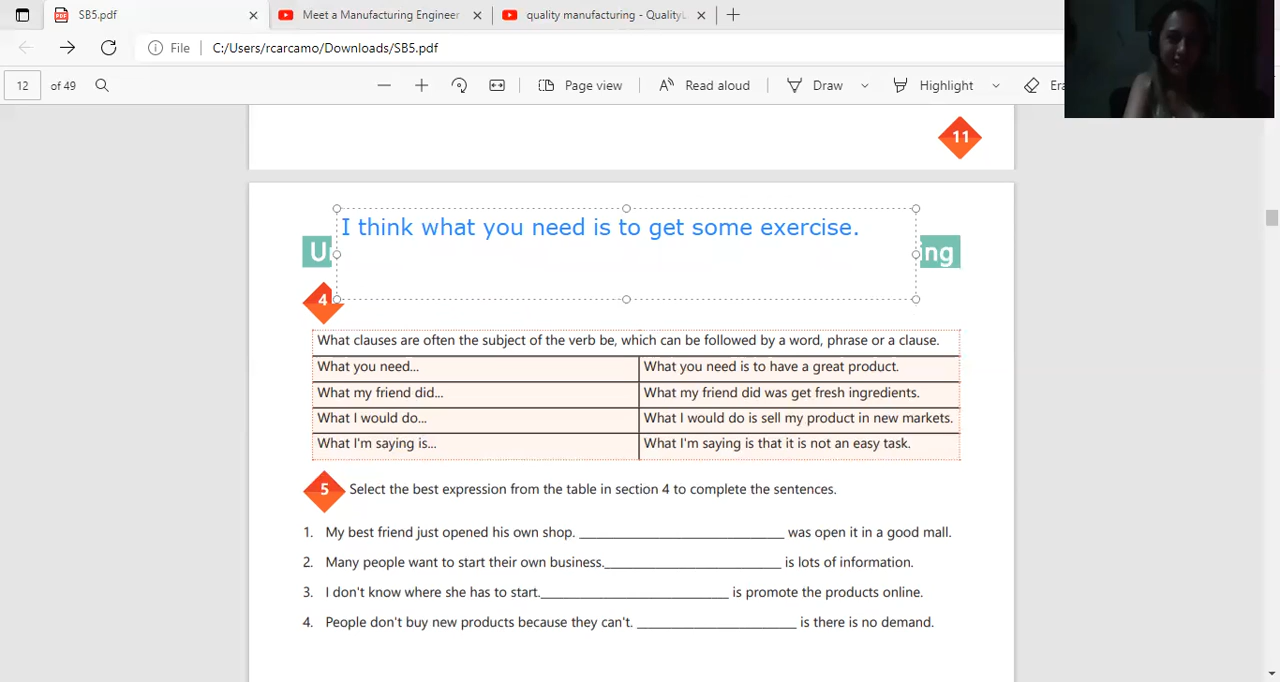 SB5.pdf
Meet a Manufacturing Engineer
quality manufacturing - QualityL
File
C:/Users/rcarcamo/Downloads/SB5.pdf
12 of 49
Page view
Read aloud
Draw
Highlight
Era
11
I think what you need is to get some exercise.
U
ing
4
What clauses are often the subject of the verb be, which can be followed by a word, phrase or a clause.
What you need... What you need is to have a great product.
What my friend did... What my friend did was get fresh ingredients.
What I would do... What I would do is sell my product in new markets.
What I'm saying is... What I'm saying is that it is not an easy task.
5 Select the best expression from the table in section 4 to complete the sentences.
1. My best friend just opened his own shop. ____________________________ was open it in a good mall.
2. Many people want to start their own business.__________________________ is lots of information.
3. I don't know where she has to start.____________________________ is promote the products online.
4. People don't buy new products because they can't. _______________________ is there is no demand.